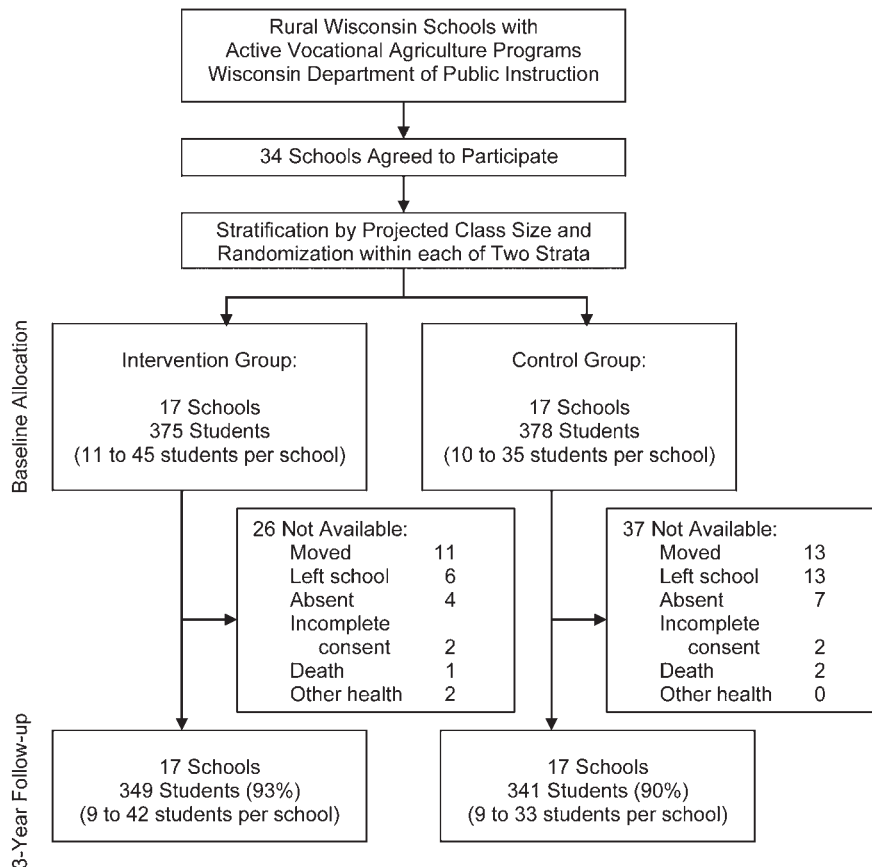 Rural Wisconsin Schools with
Active Vocational Agriculture Programs
Wisconsin Department of Public Instruction
34 Schools Agreed to Participate
Stratification by Projected Class Size and
Randomization within each of Two Strata
Baseline Allocation
Intervention Group:
17 Schools
375 Students
(11 to 45 students per school)
Control Group:
17 Schools
378 Students
(10 to 35 students per school)
26 Not Available:
Moved 11
Left school 6
Absent 4
Incomplete
consent 2
Death 1
Other health 2
37 Not Available:
Moved 13
Left school 13
Absent 7
Incomplete
consent 2
Death 2
Other health 0
3-Year Follow-up
17 Schools
349 Students (93%)
(9 to 42 students per school)
17 Schools
341 Students (90%)
(9 to 33 students per school)